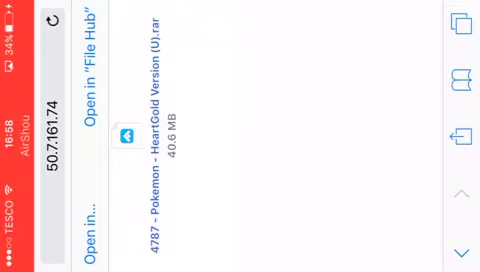 TESCO 16:58 34%
AirShou
50.7.161.74
Open in... Open in “File Hub”
4787 - Pokemon - HeartGold Version (U).rar
40.6 MB